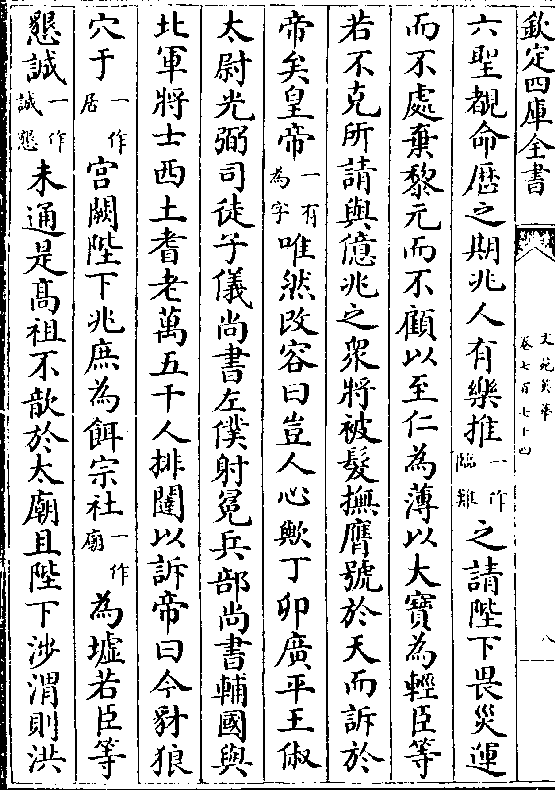 欽定四庫全書
文苑英華
卷七百七十四
八
六聖覩命厯之期兆人有樂推一作臨難之請陛下畏災運
而不處棄黎元而不顧以至仁為薄以大寶為輕臣等
若不克所請與億兆之衆將被髮撫膺號於天而訴於
帝矣皇帝一有為字唯然改容曰豈人心歟丁卯廣平王俶
太尉光弼司徒子儀尚書左僕射冕兵部尚書輔國與
北軍將士西土耆老萬五千人排闥以訴帝曰今豺狼
穴于一作居宫闕陛下兆庶為餌宗社一作廟為墟若臣等
懇誠一作誠懇未通是髙祖不歆於太廟且陛下涉渭則洪